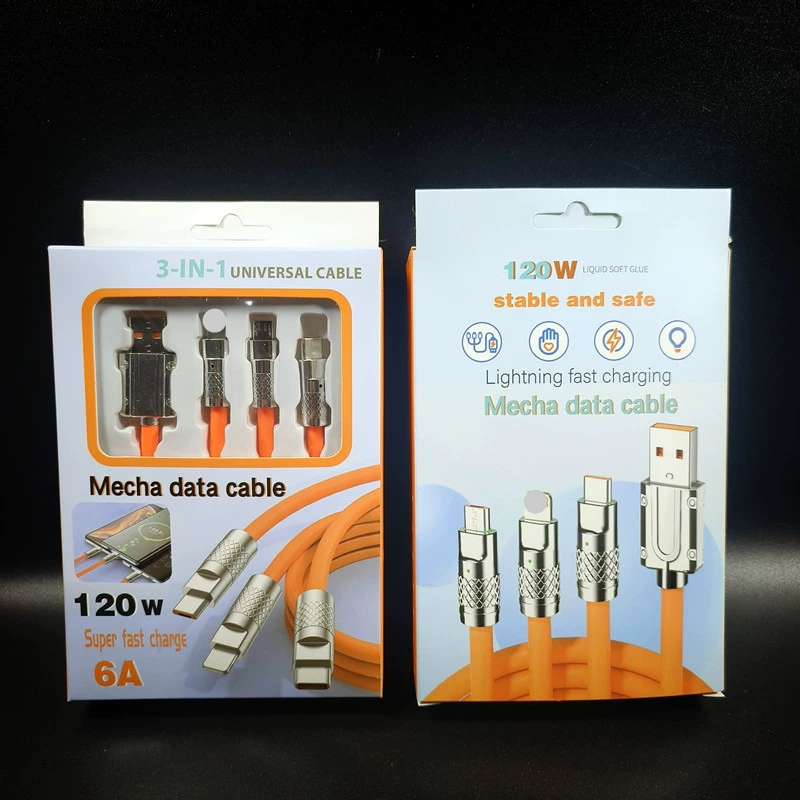 3-IN-1 UNIVERSAL CABLE
Mecha data cable
120W
Super fast charge
6A
120W LIQUID SOFT GLUE
stable and safe
Lightning fast charging
Mecha data cable